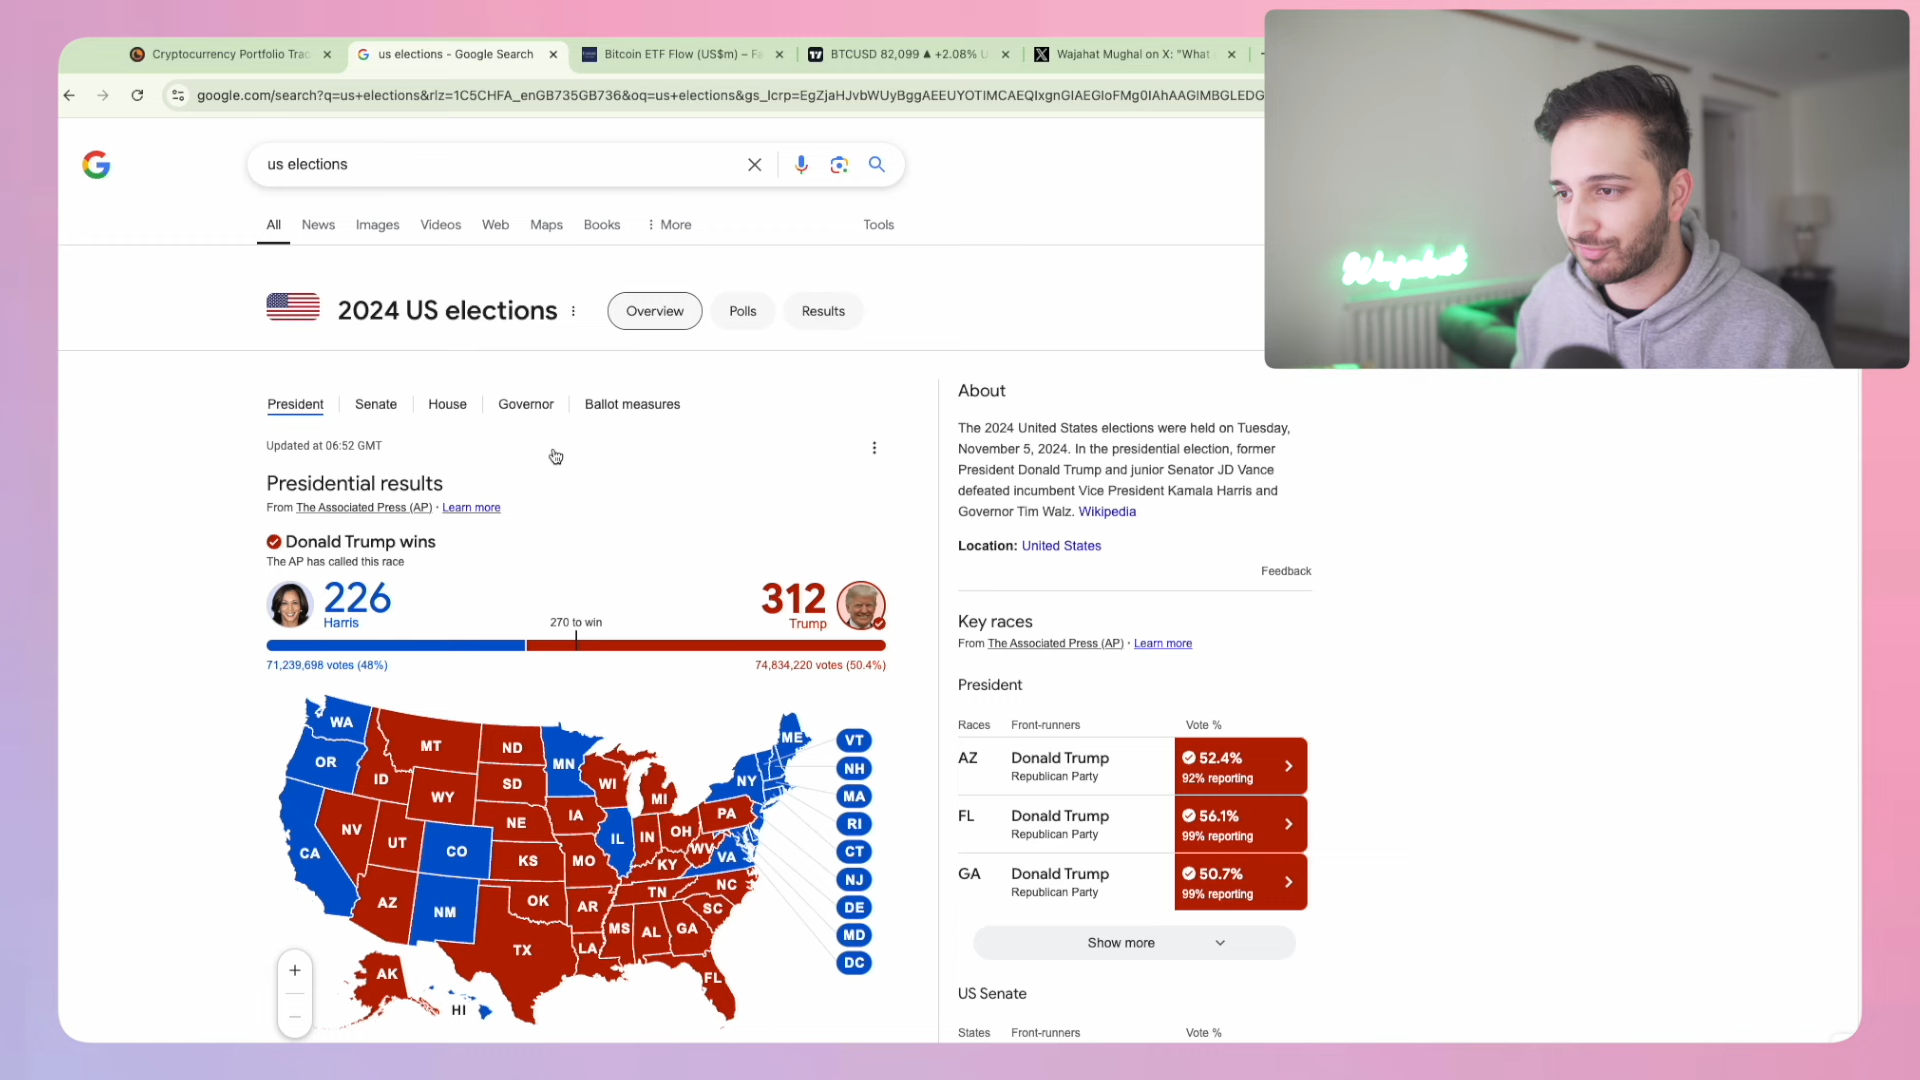 Cryptocurrency Portfolio Trac
us elections - Google Search
Bitcoin ETF Flow (US$m) – Fa
BTCUSD 82,099 ▲ +2.08% U
Wajahat Mughal on X: "What
google.com/search?q=us+elections&rlz=1C5CHFA_enGB735GB736&oq=us+elections&gs_lcrp=EgZjaHJvbWUyBggAEEUYOTIMCAEQIxgnGIAEGIoFMg0IAhAAGIMBGLEDG
us elections
All News Images Videos Web Maps Books More Tools
Wajahat
2024 US elections
Overview Polls Results
President Senate House Governor Ballot measures
Updated at 06:52 GMT
Presidential results
From The Associated Press (AP) · Learn more
Donald Trump wins
The AP has called this race
226
Harris
270 to win
312
Trump
71,239,698 votes (48%)
74,834,220 votes (50.4%)
WA
OR
CA
ID
NV
MT
WY
UT
AZ
CO
NM
ND
SD
NE
KS
OK
TX
MN
IA
MO
AR
LA
WI
IL
MI
IN
OH
KY
TN
MS
AL
GA
FL
SC
NC
WV
VA
PA
NY
ME
AK
HI
VT
NH
MA
RI
CT
NJ
DE
MD
DC
About
The 2024 United States elections were held on Tuesday,
November 5, 2024. In the presidential election, former
President Donald Trump and junior Senator JD Vance
defeated incumbent Vice President Kamala Harris and
Governor Tim Walz. Wikipedia
Location: United States
Feedback
Key races
From The Associated Press (AP) · Learn more
President
Races Front-runners Vote %
AZ Donald Trump 52.4%
Republican Party 92% reporting
FL Donald Trump 56.1%
Republican Party 99% reporting
GA Donald Trump 50.7%
Republican Party 99% reporting
Show more
US Senate
States Front-runners Vote %